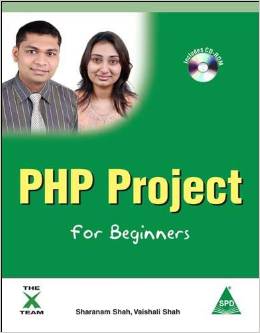 Includes CD-ROM
PHP Project
for Beginners
THE
X
TEAM
Sharanam Shah, Vaishali Shah
SPD